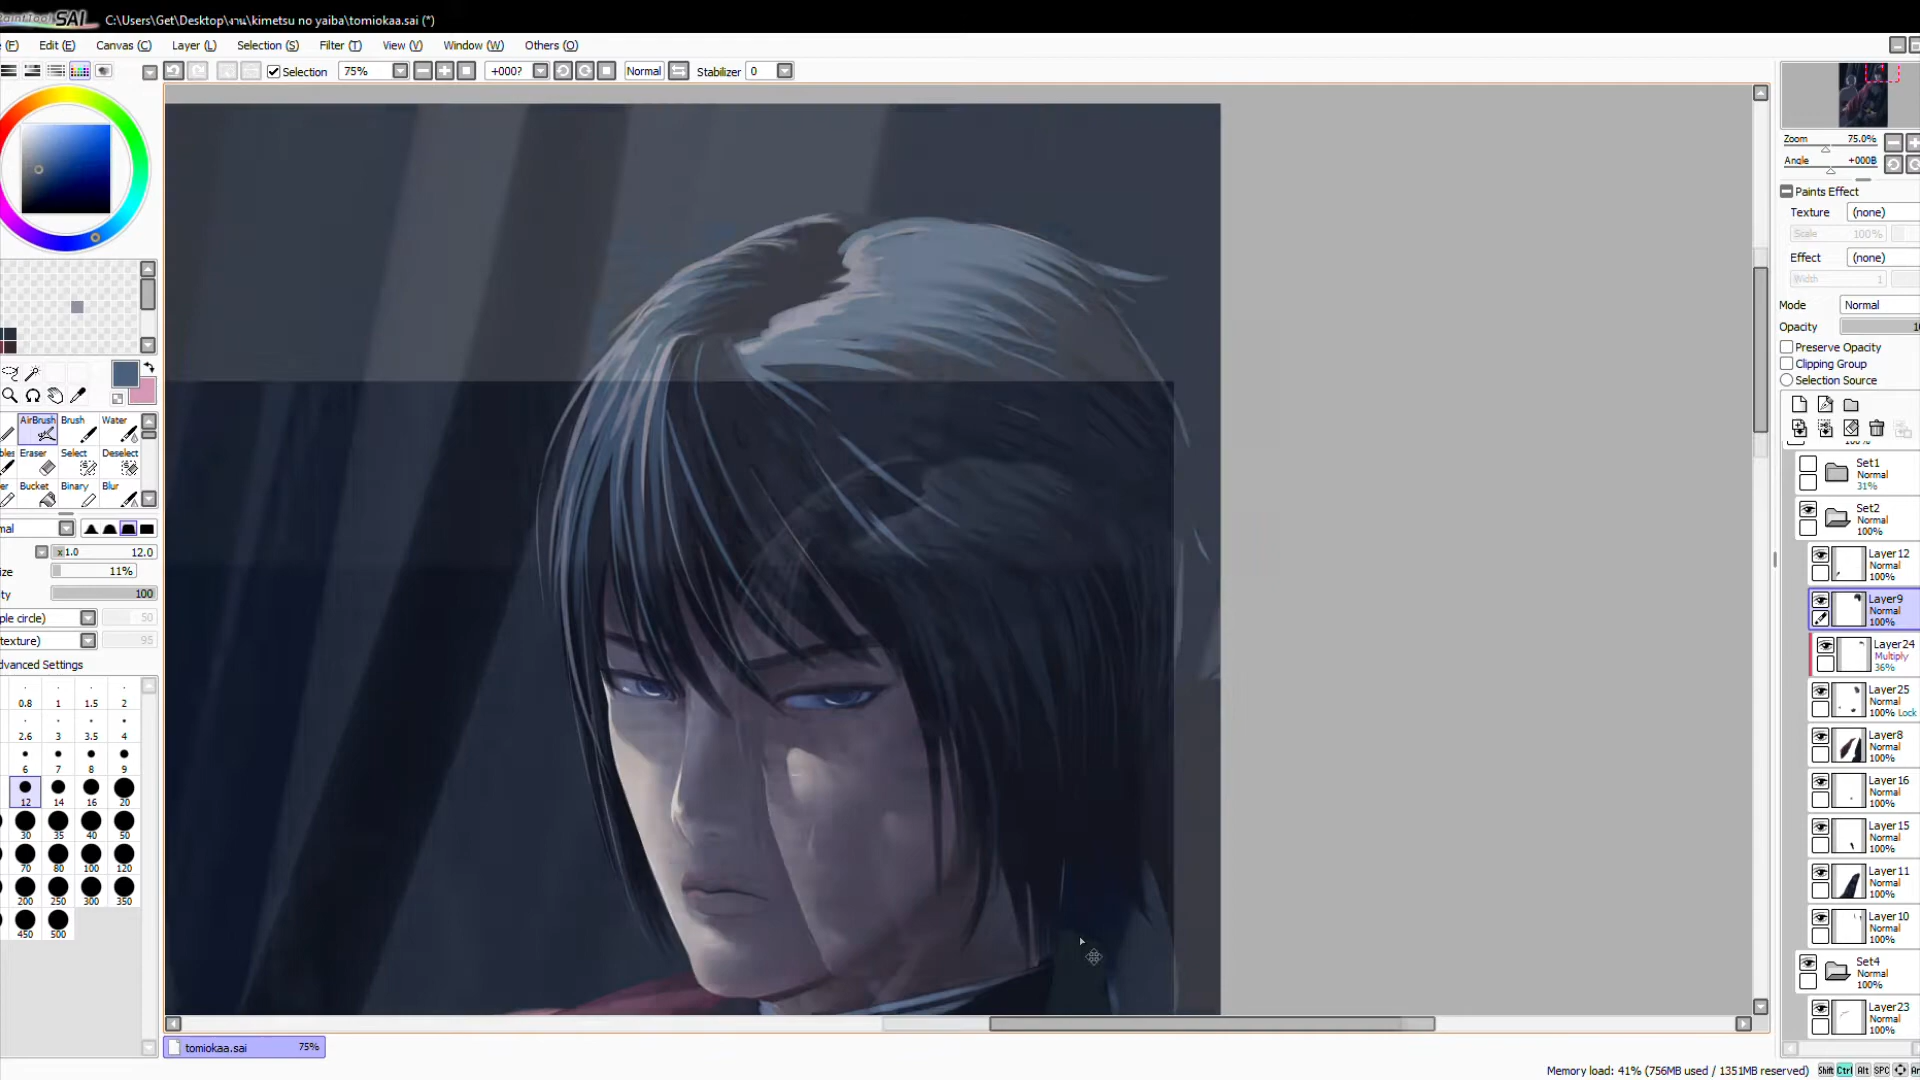 PaintTool SAI C:\Users\Get\Desktop\งาน\kimetsu no yaiba\tomiokaa.sai (*)
(F) Edit (E) Canvas (C) Layer (L) Selection (S) Filter (T) View (V) Window (W) Others (O)
Selection 75% +000? Normal Stabilizer 0
Zoom 75.0%
Angle +000B
Paints Effect
Texture (none)
Scale 100%
Effect (none)
Width 1
Mode Normal
Opacity
Preserve Opacity
Clipping Group
Selection Source
AirBrush Brush Water
Eraser Select Deselect
Bucket Binary Blur
x1.0 12.0
11%
100
ple circle) 50
texture) 95
dvanced Settings
0.8 1 1.5 2
2.6 3 3.5 4
6 7 8 9
12 14 16 20
30 35 40 50
70 80 100 120
200 250 300 350
450 500
100%
Set1
Normal
31%
Set2
Normal
100%
Layer12
Normal
100%
Layer9
Normal
100%
Layer24
Multiply
36%
Layer25
Normal
100% Lock
Layer8
Normal
100%
Layer16
Normal
100%
Layer15
Normal
100%
Layer11
Normal
100%
Layer10
Normal
100%
Set4
Normal
100%
Layer23
Normal
100%
tomiokaa.sai 75%
Memory load: 41% (756MB used / 1351MB reserved) Shift Ctrl Alt SPC